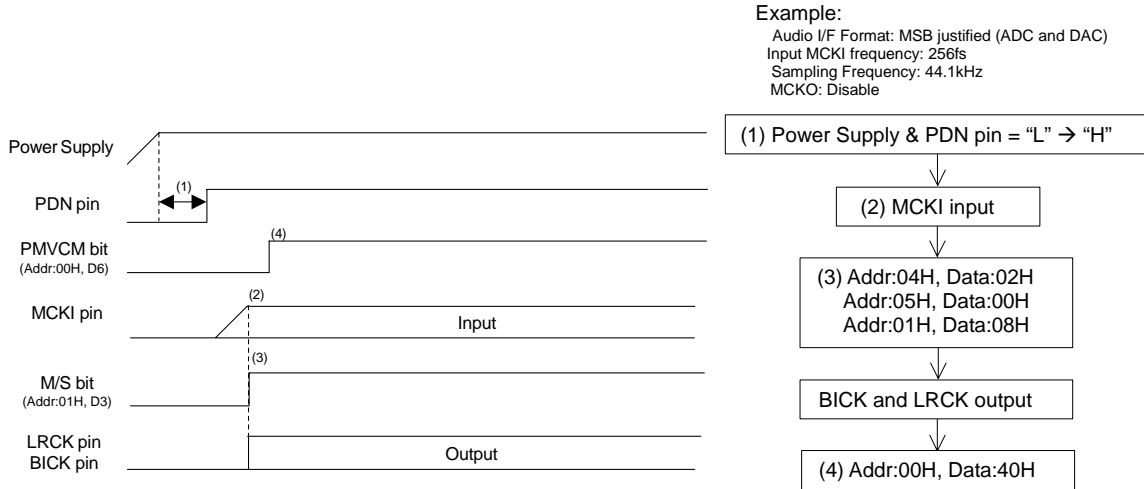 Example:
Audio I/F Format: MSB justified (ADC and DAC)
Input MCKI frequency: 256fs
Sampling Frequency: 44.1kHz
MCKO: Disable
Power Supply
(1)
PDN pin
PMVCM bit
(Addr:00H, D6)
(4)
MCKI pin
(2)
Input
M/S bit
(Addr:01H, D3)
(3)
LRCK pin
BICK pin
Output
(1) Power Supply & PDN pin = “L” → “H”
(2) MCKI input
(3) Addr:04H, Data:02H
Addr:05H, Data:00H
Addr:01H, Data:08H
BICK and LRCK output
(4) Addr:00H, Data:40H